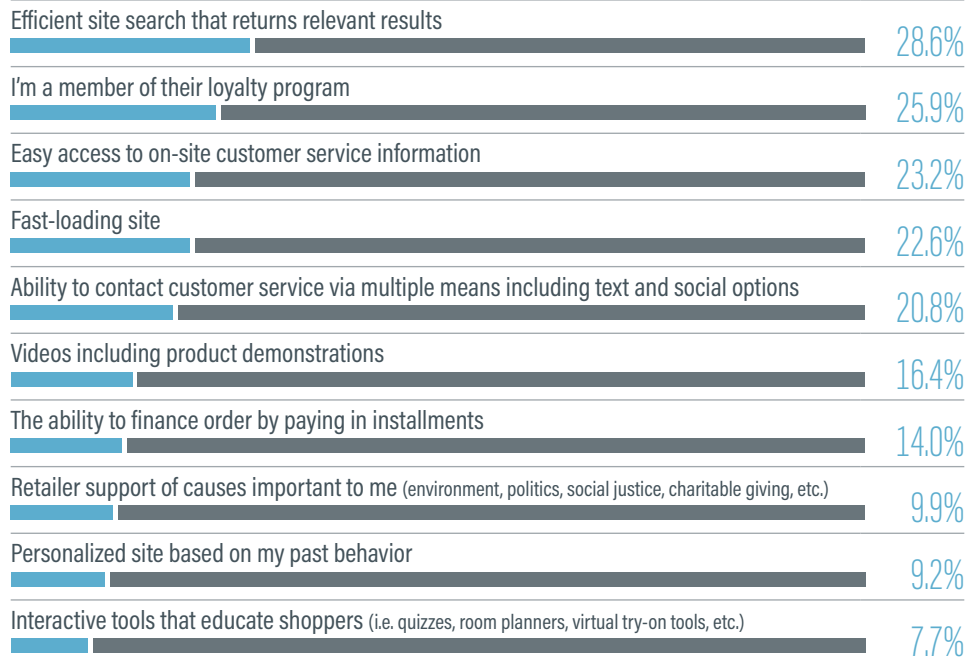 Efficient site search that returns relevant results
28.6%
I'm a member of their loyalty program
25.9%
Easy access to on-site customer service information
23.2%
Fast-loading site
22.6%
Ability to contact customer service via multiple means including text and social options
20.8%
Videos including product demonstrations
16.4%
The ability to finance order by paying in installments
14.0%
Retailer support of causes important to me (environment, politics, social justice, charitable giving, etc.)
9.9%
Personalized site based on my past behavior
9.2%
Interactive tools that educate shoppers (i.e. quizzes, room planners, virtual try-on tools, etc.)
7.7%